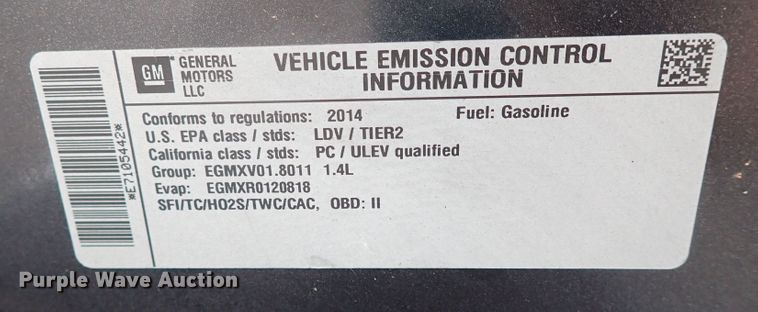 GM
GENERAL
MOTORS
LLC
VEHICLE EMISSION CONTROL
INFORMATION
Conforms to regulations: 2014 Fuel: Gasoline
U.S. EPA class / stds: LDV / TIER2
California class / stds: PC / ULEV qualified
Group: EGMXV01.8011 1.4L
Evap: EGMXR0120818
SFI/TC/HO2S/TWC/CAC, OBD: II
*E7105442*
Purple Wave Auction